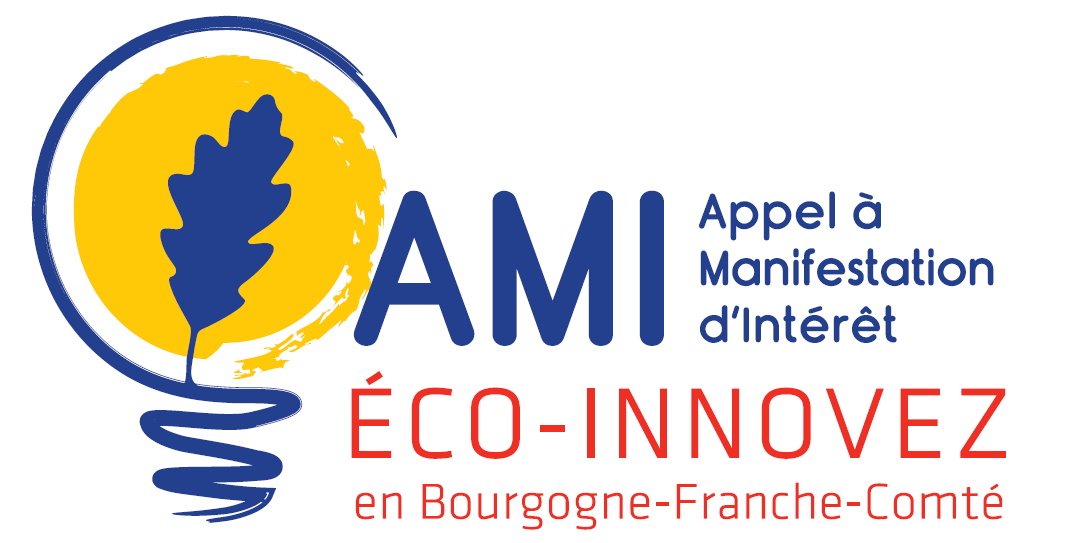 AMI
Appel à
Manifestation
d'Intérêt
ÉCO-INNOVEZ
en Bourgogne-Franche-Comté